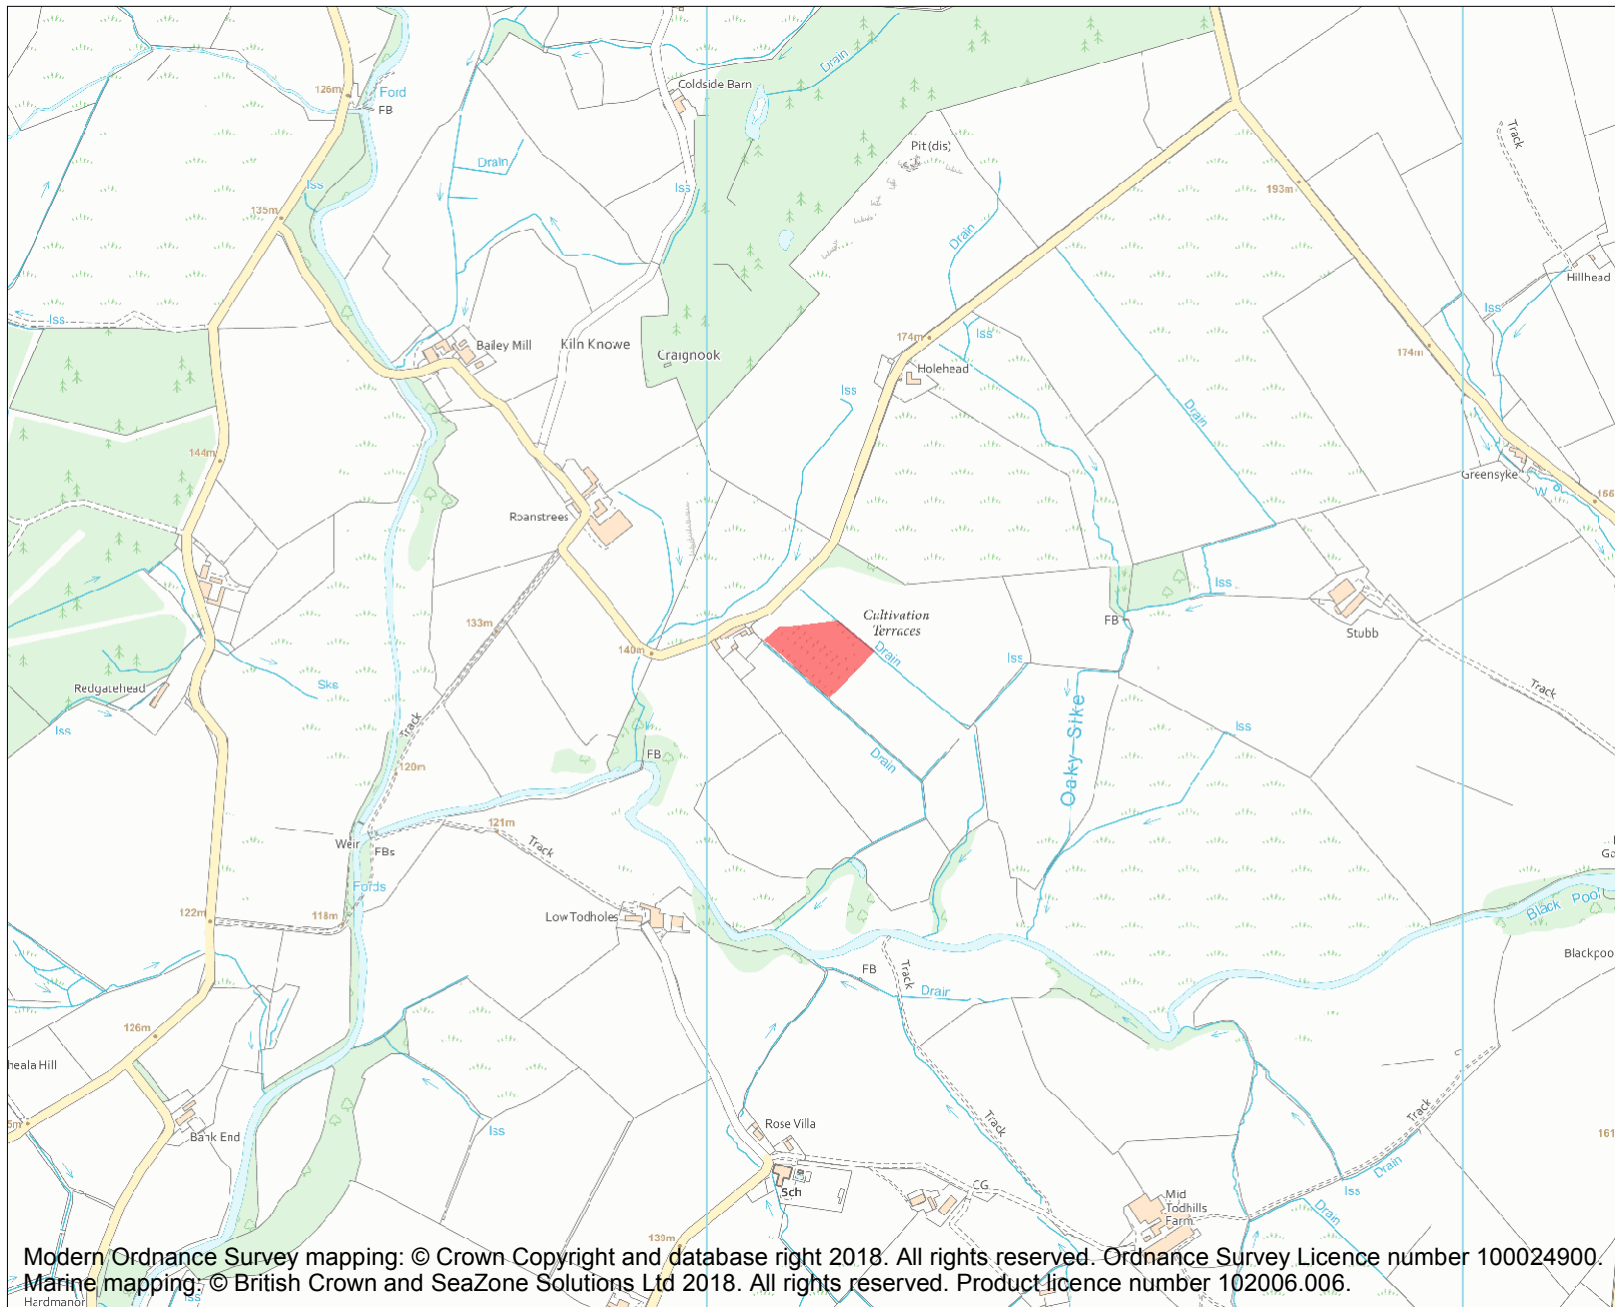 Drain
Coldside Barn
126m
Ford
FB
Pit (dis)
Track
Drain
Iss
Iss
193m
135m
Drain
Hillhead
Iss
Iss
174m
Iss
174m
Bailey Mill
Kiln Knowe
Craignook
Holehead
Iss
Drain
144m
Greensyke
W
166
Roanstrees
Iss
Cultivation
Terraces
133m
FB
Stubb
140m
Drain
Iss
Redgatehead
Sks
Track
Iss
Track
Oaky Sike
Iss
FB
Drain
120m
121m
Weir
FBs
Track
Fords
Black Pool
122m
118m
Low Todholes
Blackpoo
FB
Track
Drain
126m
heala Hill
Track
Track
5m
Bank End
Iss
Rose Villa
161
Drain
Sch
CG
Iss
Mid
Todhills
Farm
Drain
139m
Modern Ordnance Survey mapping: © Crown Copyright and database right 2018. All rights reserved. Ordnance Survey Licence number 100024900.
Marine mapping: © British Crown and SeaZone Solutions Ltd 2018. All rights reserved. Product licence number 102006.006.
Iss
Hardmanor